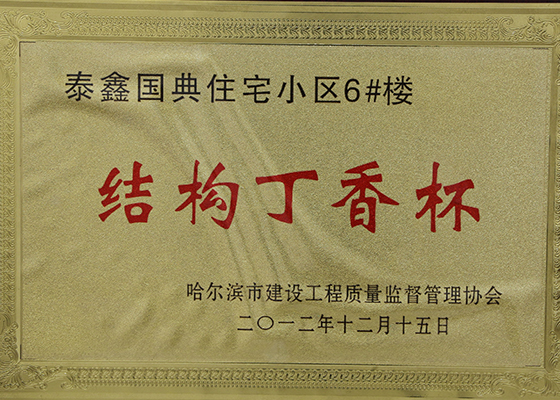 泰鑫国典住宅小区6#楼
结构丁香杯
哈尔滨市建设工程质量监督管理协会
二〇一二年十二月十五日